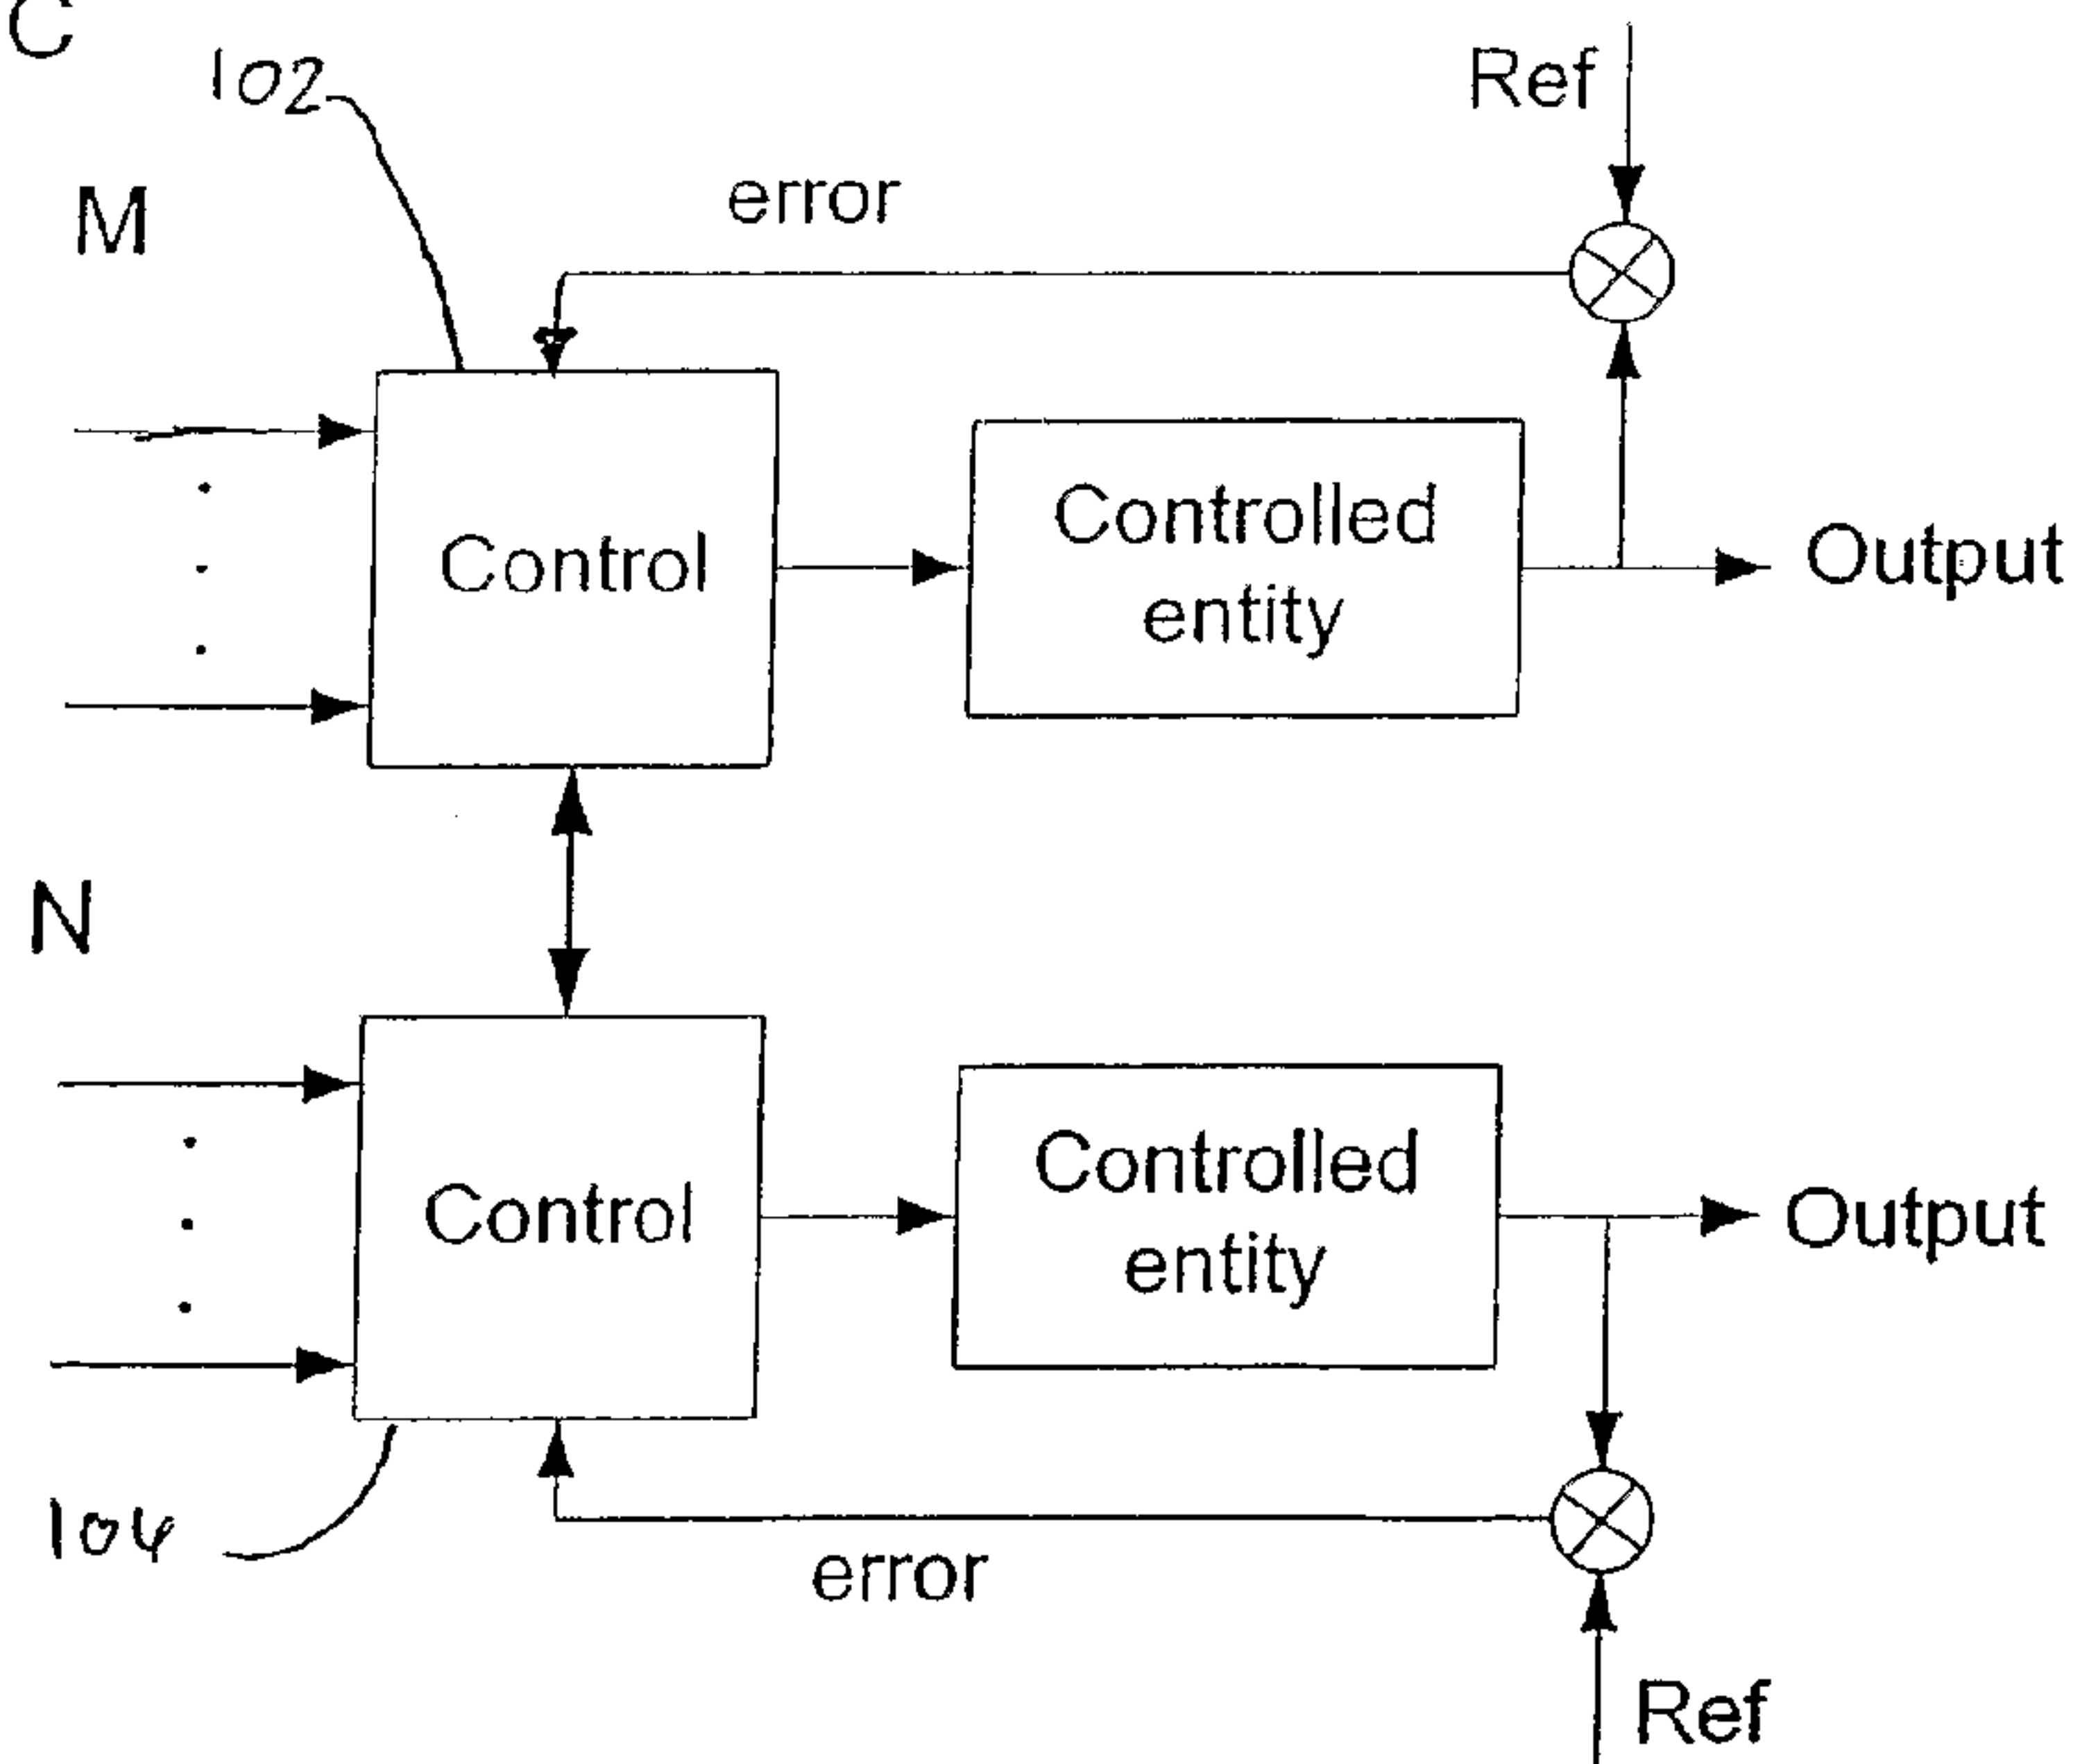 C
102
Ref
M
error
Control
Controlled
entity
Output
N
Control
Controlled
entity
Output
104
error
Ref